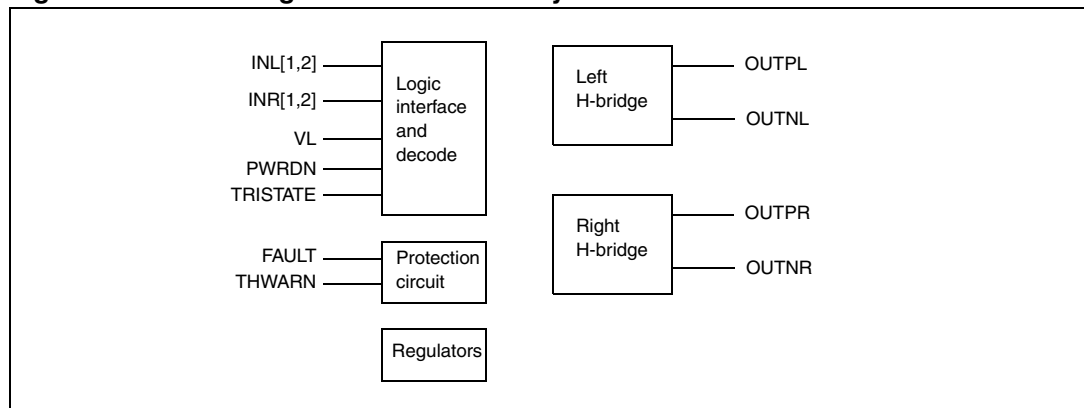 INL[1,2]
INR[1,2]
VL
PWRDN
TRISTATE
Logic
interface
and
decode
FAULT
THWARN
Protection
circuit
Regulators
Left
H-bridge
OUTPL
OUTNL
Right
H-bridge
OUTPR
OUTNR